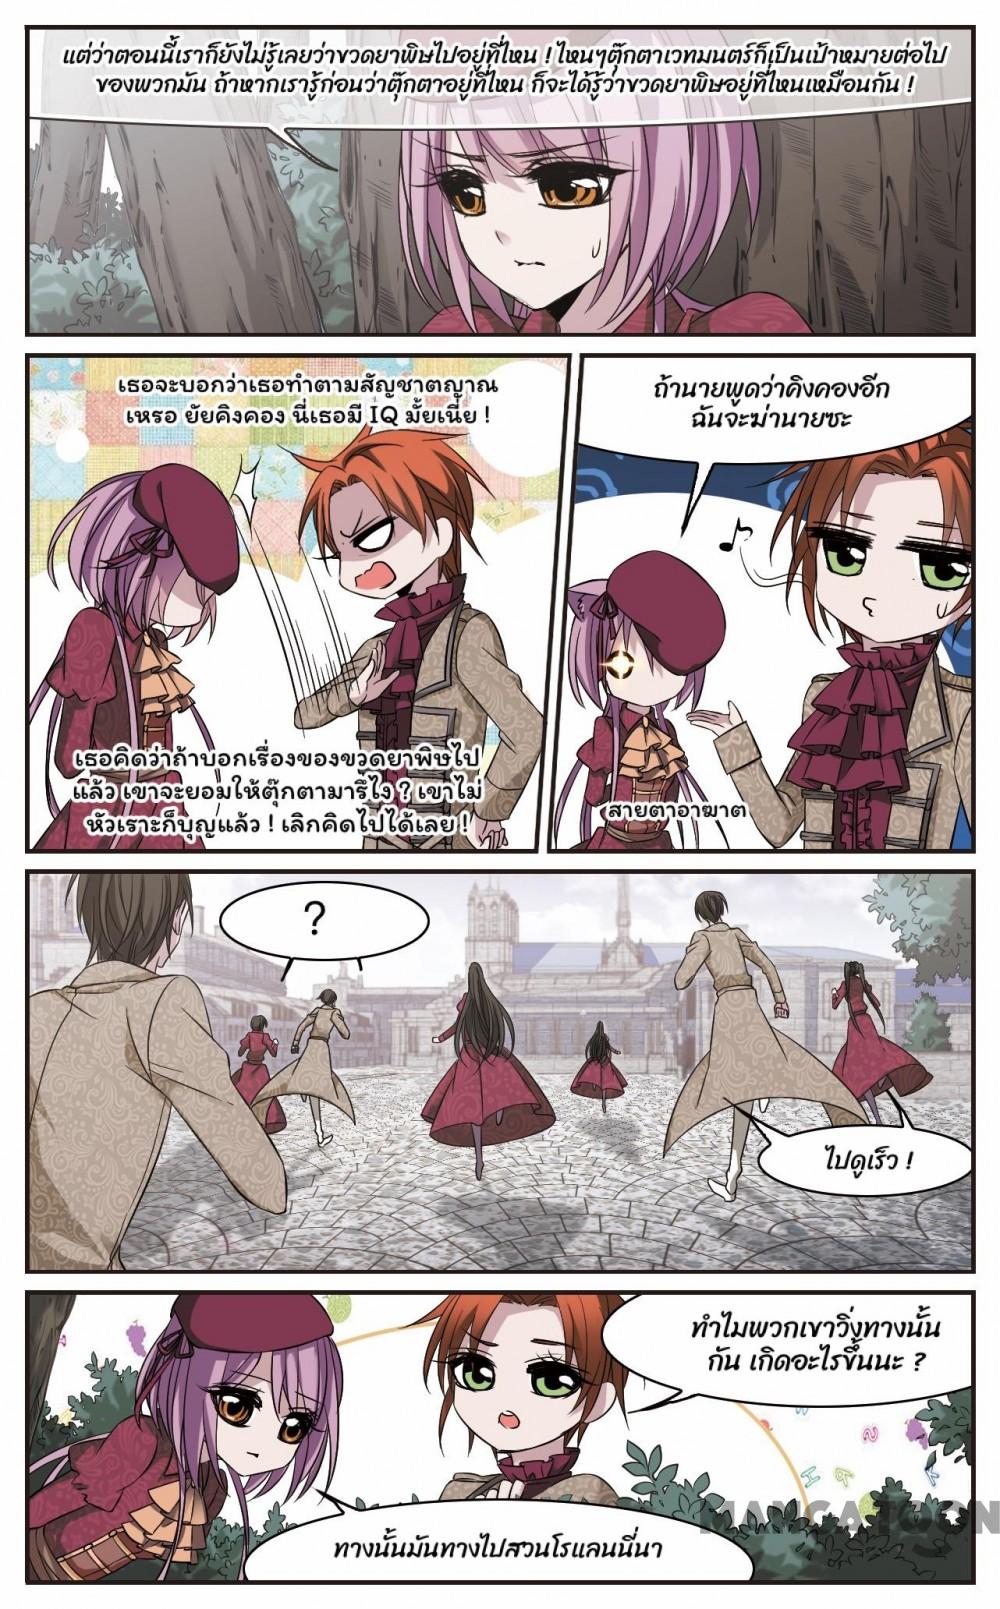 แต่ว่าตอนนี้เราก็ยังไม่รู้เลยว่าขวดยาพิษไปอยู่ที่ไหน ! ไหนๆตุ๊กตาเวทมนตร์ก็เป็นเป้าหมายต่อไป
ของพวกมัน ถ้าหากเรารู้ก่อนว่าตุ๊กตาอยู่ที่ไหน ก็จะได้รู้ว่าขวดยาพิษอยู่ที่ไหนเหมือนกัน !
เธอจะบอกว่าเธอทำตามสัญชาตญาณ
เหรอ ยัยคิงคอง นี่เธอมี IQ มั้ยเนี่ย !
เธอคิดว่าถ้าบอกเรื่องของขวดยาพิษไป
แล้ว เขาจะยอมให้ตุ๊กตามารึไง ? เขาไม่
หัวเราะก็บุญแล้ว ! เลิกคิดไปได้เลย !
ถ้านายพูดว่าคิงคองอีก
ฉันจะฆ่านายซะ
สายตาอาฆาต
?
ไปดูเร็ว !
ทำไมพวกเขาวิ่งทางนั้น
กัน เกิดอะไรขึ้นนะ ?
ทางนั้นมันทางไปสวนโรแลนนี่นา
MANGATOON